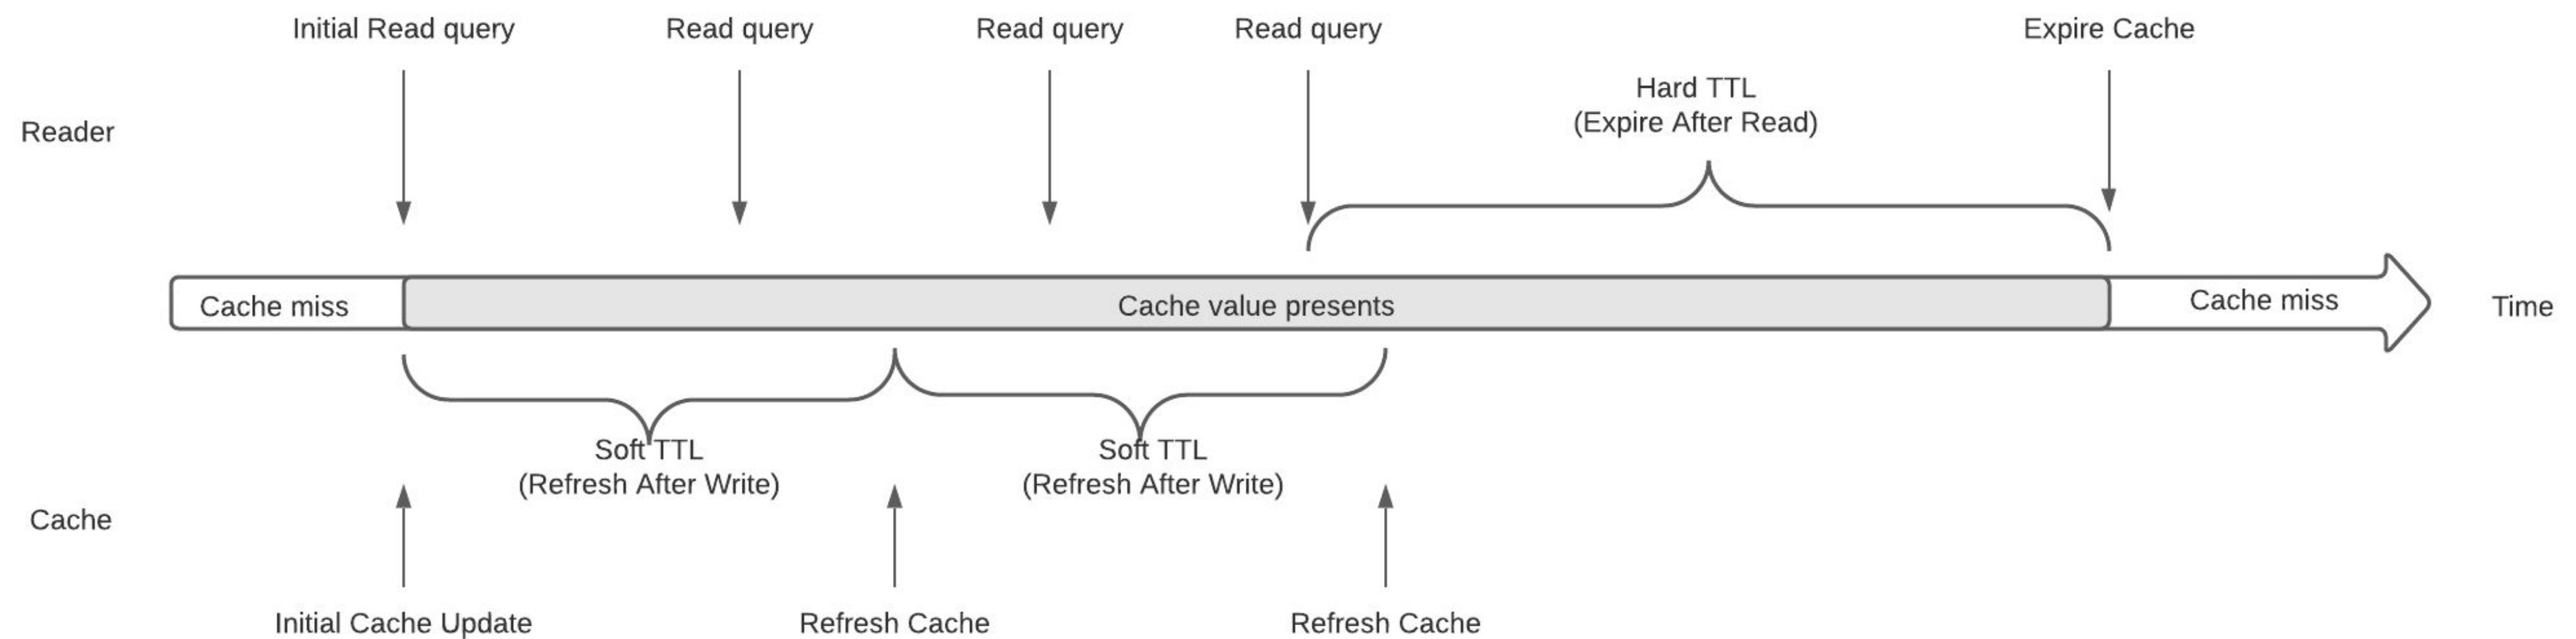 Initial Read query
Read query
Read query
Read query
Expire Cache
Hard TTL
(Expire After Read)
Reader
Cache miss
Cache value presents
Cache miss
Time
Soft TTL
(Refresh After Write)
Soft TTL
(Refresh After Write)
Cache
Initial Cache Update
Refresh Cache
Refresh Cache